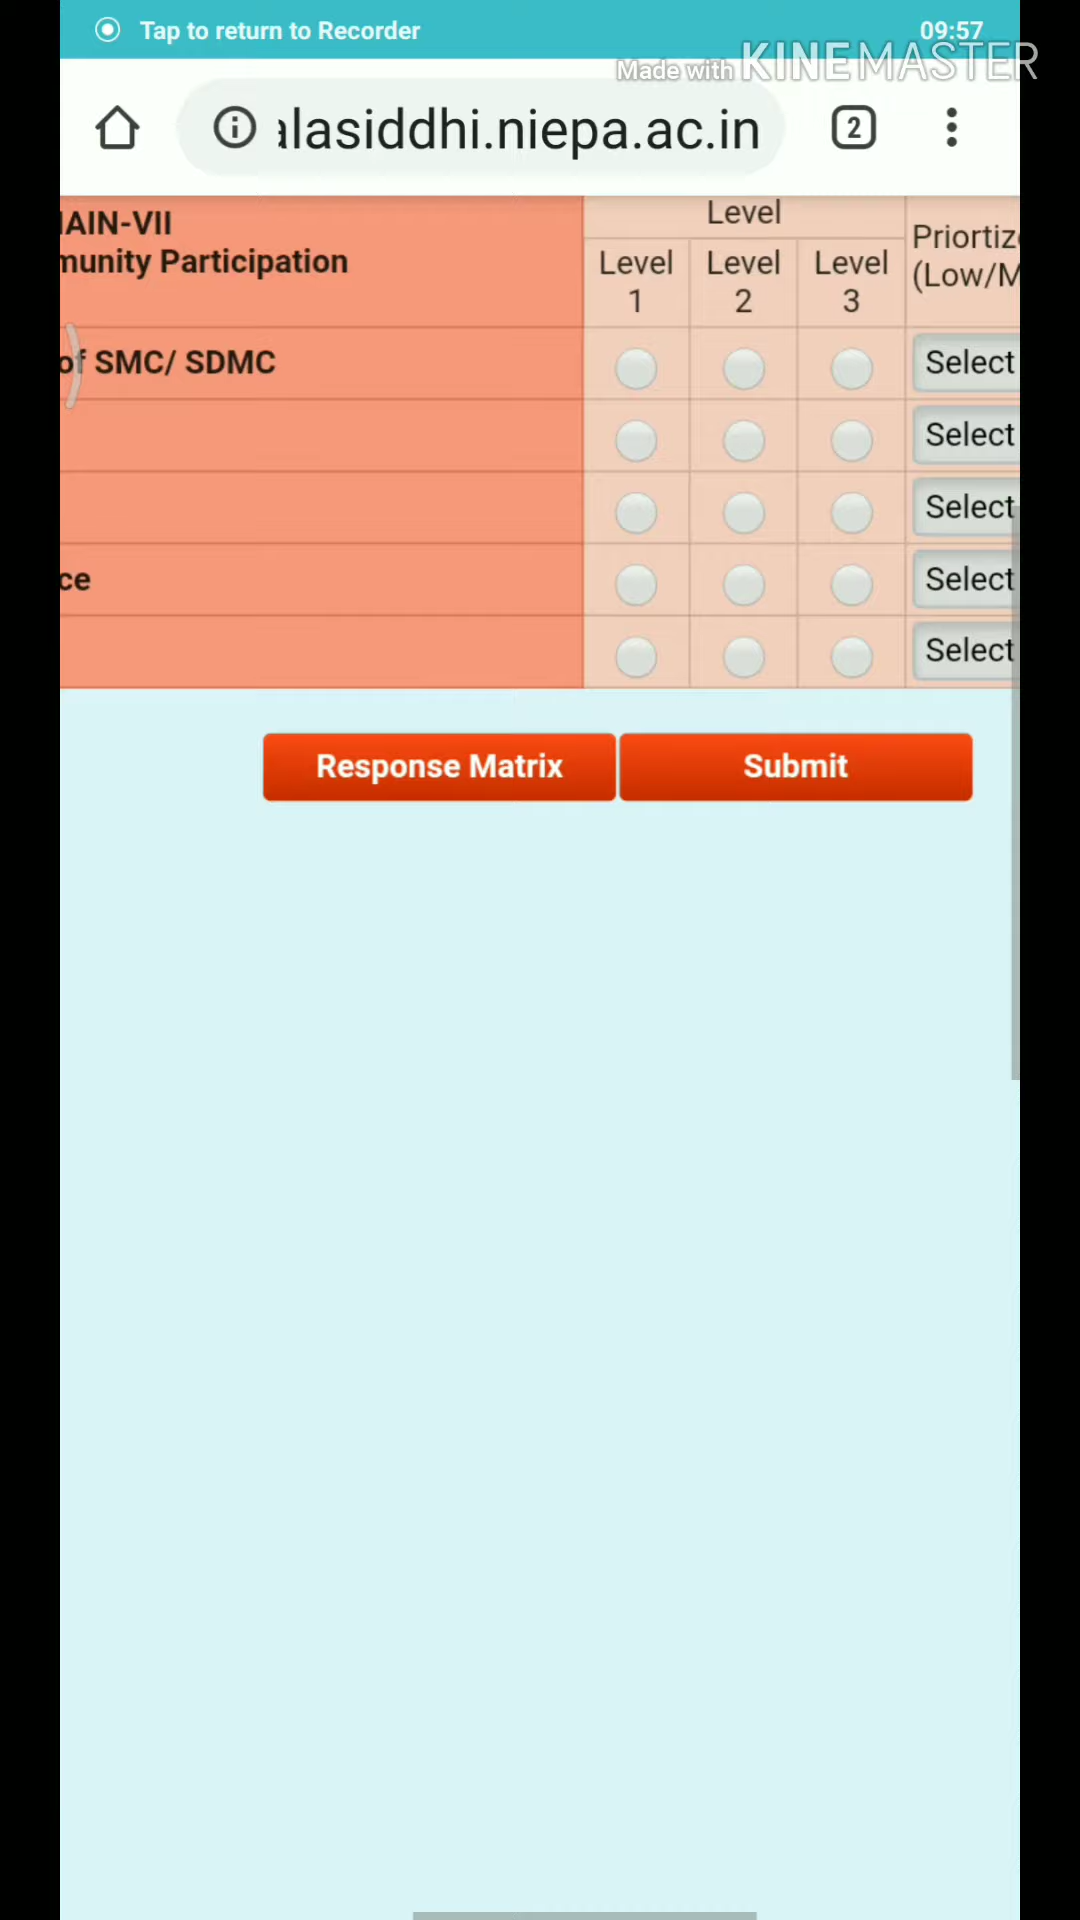 Tap to return to Recorder
09:57
Made with KINEMASTER
alasiddhi.niepa.ac.in
2
AIN-VII
munity Participation
Level
Level 1
Level 2
Level 3
Priortiz
(Low/M
of SMC/ SDMC
Select
Select
Select
ce
Select
Select
Response Matrix
Submit